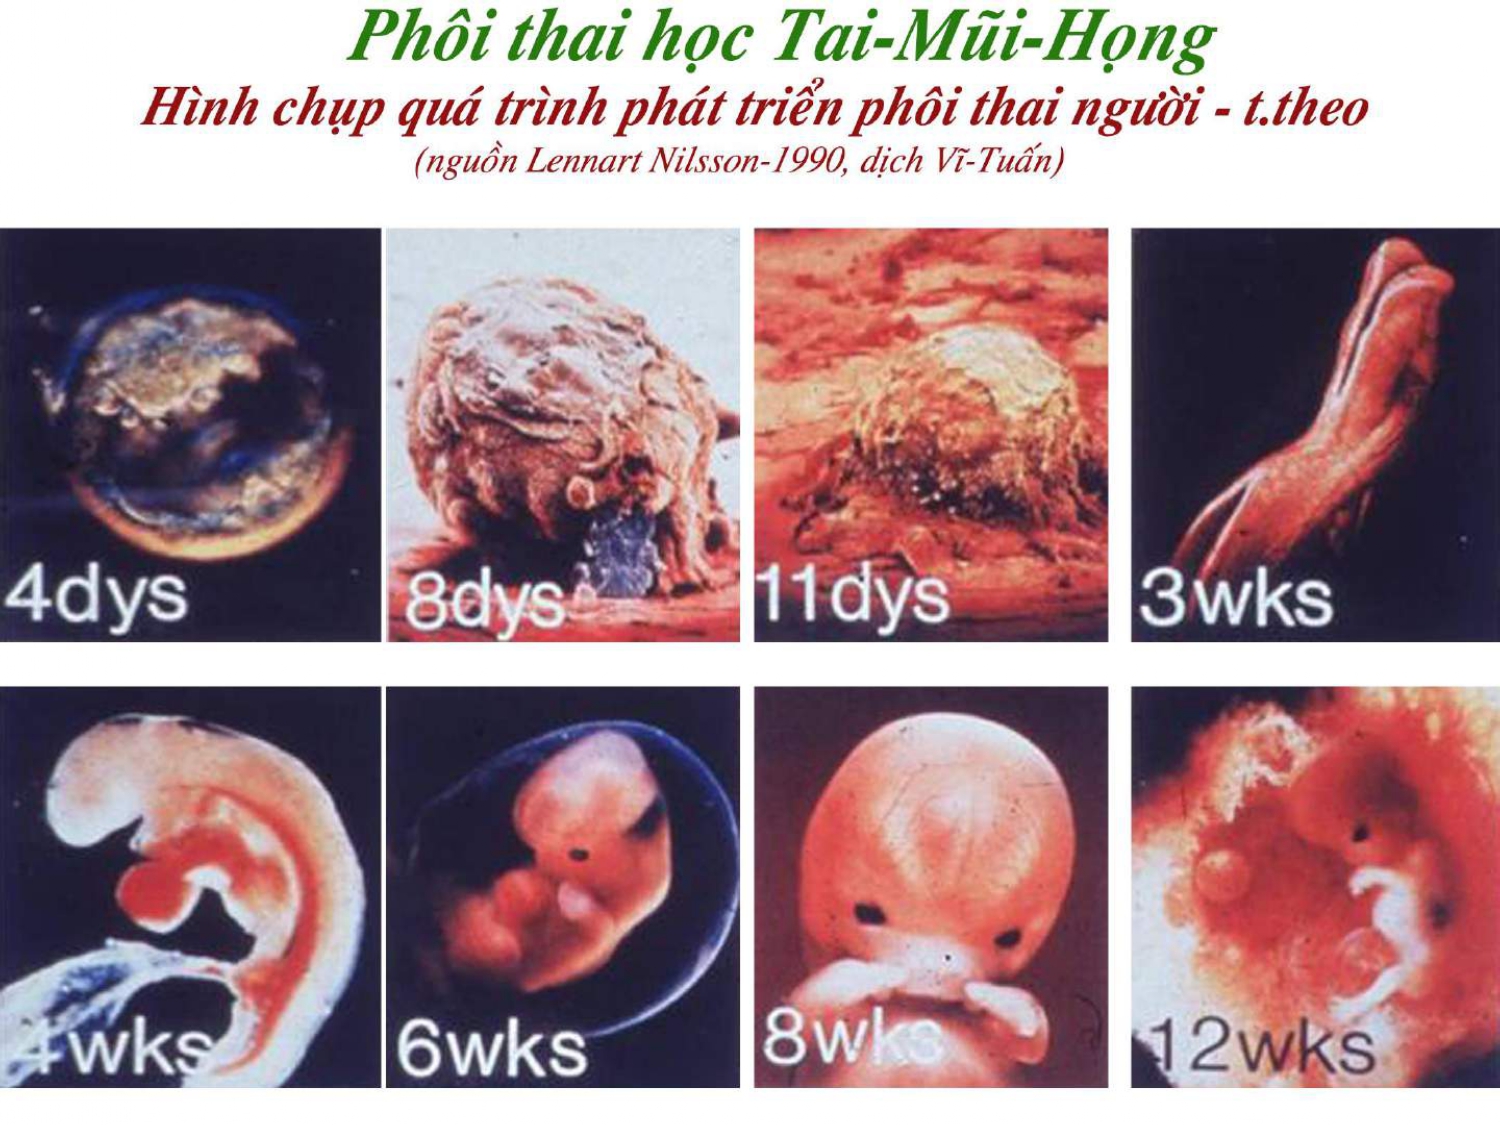 Phôi thai học Tai-Mũi-Họng
Hình chụp quá trình phát triển phôi thai người - t.theo
(nguồn Lennart Nilsson-1990, dịch Vĩ-Tuấn)
4dys
8dys
11dys
3wks
4wks
6wks
8wks
12wks